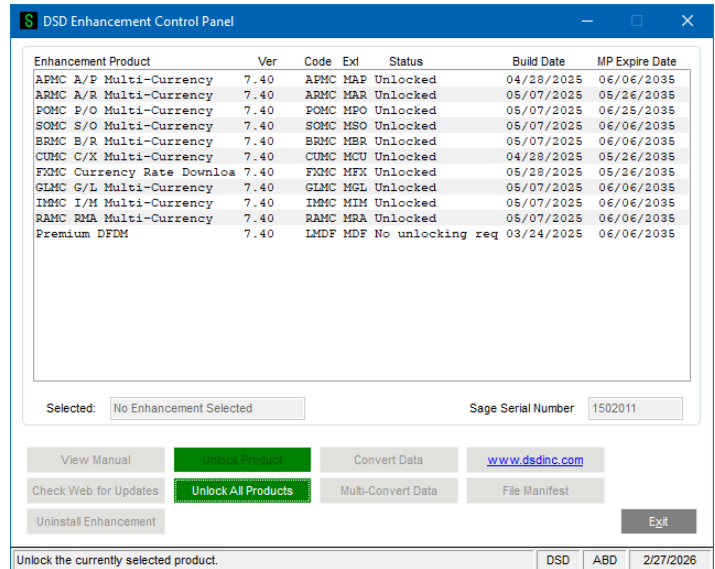 S DSD Enhancement Control Panel
Enhancement Product Ver Code Ext Status Build Date MP Expire Date
APMC A/P Multi-Currency 7.40 APMC MAP Unlocked 04/28/2025 06/06/2035
ARMC A/R Multi-Currency 7.40 ARMC MAR Unlocked 05/07/2025 05/26/2035
POMC P/O Multi-Currency 7.40 POMC MPO Unlocked 05/07/2025 06/25/2035
SOMC S/O Multi-Currency 7.40 SOMC MSO Unlocked 05/07/2025 06/06/2035
BRMC B/R Multi-Currency 7.40 BRMC MBR Unlocked 05/07/2025 06/06/2035
CUMC C/X Multi-Currency 7.40 CUMC MCU Unlocked 04/28/2025 05/26/2035
FXMC Currency Rate Downloa 7.40 FXMC MFX Unlocked 05/28/2025 05/26/2035
GLMC G/L Multi-Currency 7.40 GLMC MGL Unlocked 05/07/2025 06/06/2035
IMMC I/M Multi-Currency 7.40 IMMC MIM Unlocked 05/07/2025 06/06/2035
RAMC RMA Multi-Currency 7.40 RAMC MRA Unlocked 05/07/2025 06/06/2035
Premium DFDM 7.40 LMDF MDF No unlocking req 03/24/2025 06/06/2035
Selected: No Enhancement Selected Sage Serial Number 1502011
View Manual Unlock Product Convert Data www.dsdinc.com
Check Web for Updates Unlock All Products Multi-Convert Data File Manifest
Uninstall Enhancement Exit
Unlock the currently selected product. DSD ABD 2/27/2026